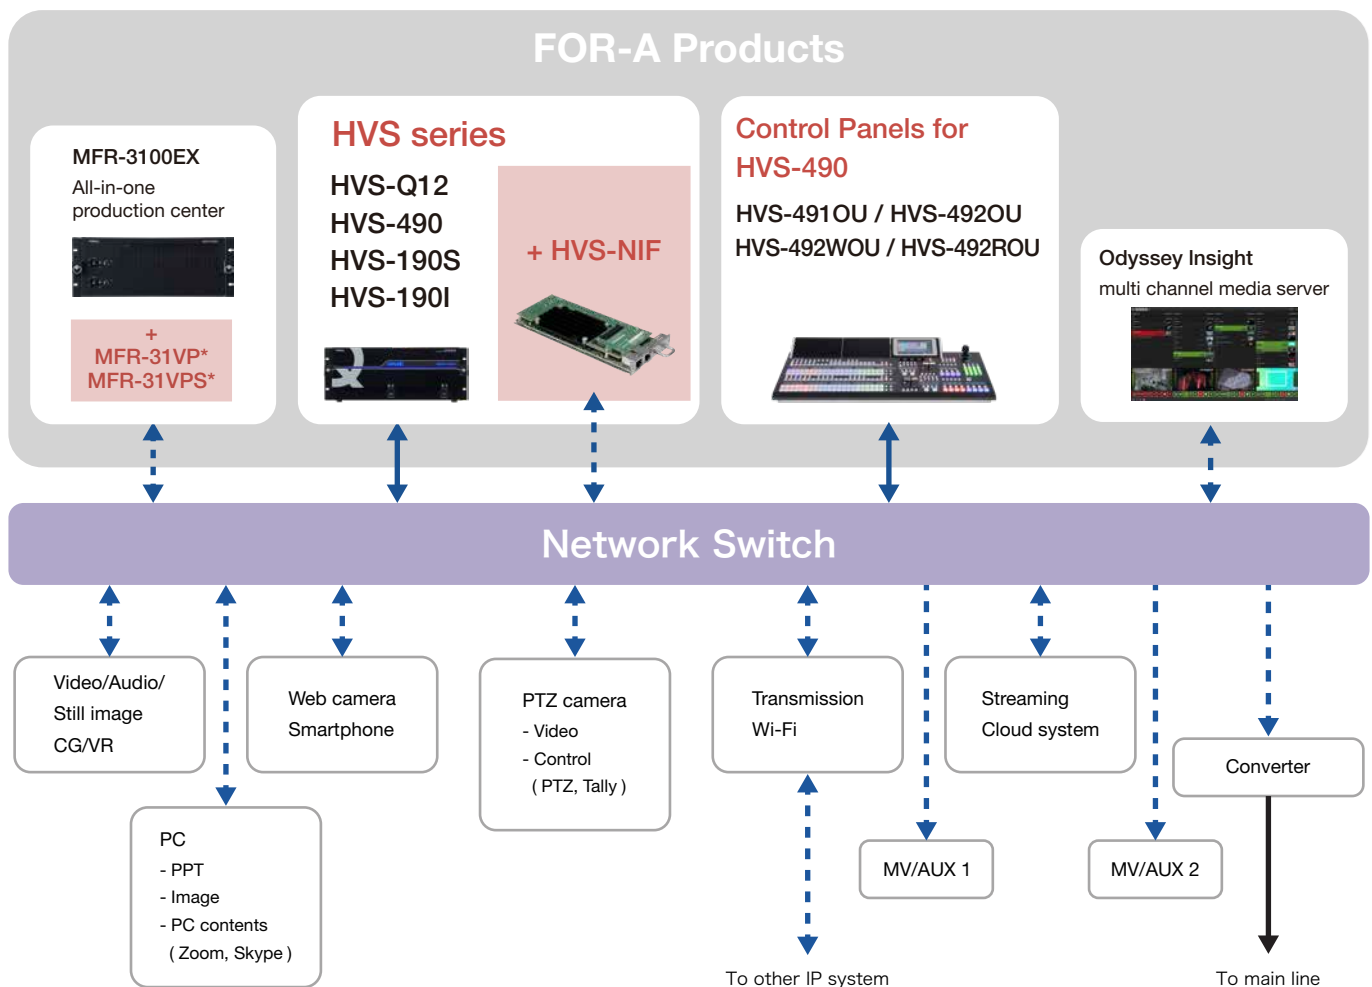 FOR-A Products
MFR-3100EX
All-in-one
production center
+
MFR-31VP*
MFR-31VPS*
HVS series
HVS-Q12
HVS-490
HVS-190S
HVS-190I
+ HVS-NIF
Control Panels for
HVS-490
HVS-491OU / HVS-492OU
HVS-492WOU / HVS-492ROU
Odyssey Insight
multi channel media server
Network Switch
Video/Audio/
Still image
CG/VR
PC
- PPT
- Image
- PC contents
( Zoom, Skype )
Web camera
Smartphone
PTZ camera
- Video
- Control
( PTZ, Tally )
Transmission
Wi-Fi
To other IP system
MV/AUX 1
Streaming
Cloud system
MV/AUX 2
Converter
To main line